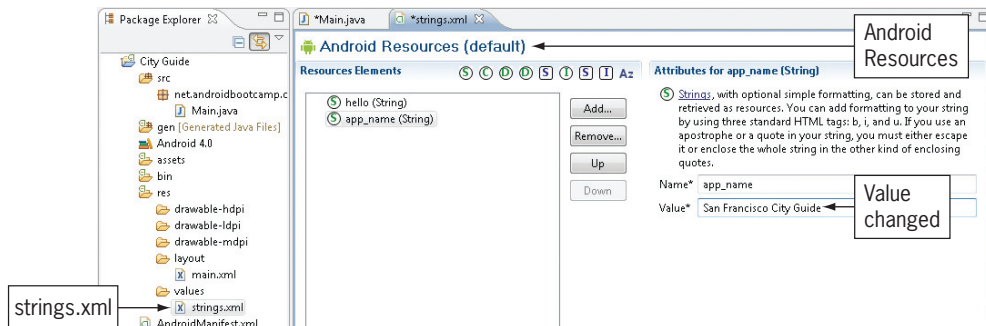 Package Explorer
City Guide
src
net.androidbootcamp.c
Main.java
gen [Generated Java Files]
Android 4.0
assets
bin
res
drawable-hdpi
drawable-ldpi
drawable-mdpi
layout
main.xml
values
strings.xml
AndroidManifest.xml
strings.xml
*Main.java
*strings.xml
Android Resources (default)
Android
Resources
Resources Elements
S C D D S I S I Az
S hello (String)
S app_name (String)
Add...
Remove...
Up
Down
Attributes for app_name (String)
S Strings, with optional simple formatting, can be stored and
retrieved as resources. You can add formatting to your string
by using three standard HTML tags: b, i, and u. If you use an
apostrophe or a quote in your string, you must either escape
it or enclose the whole string in the other kind of enclosing
quotes.
Name* app_name
Value* San Francisco City Guide
Value
changed